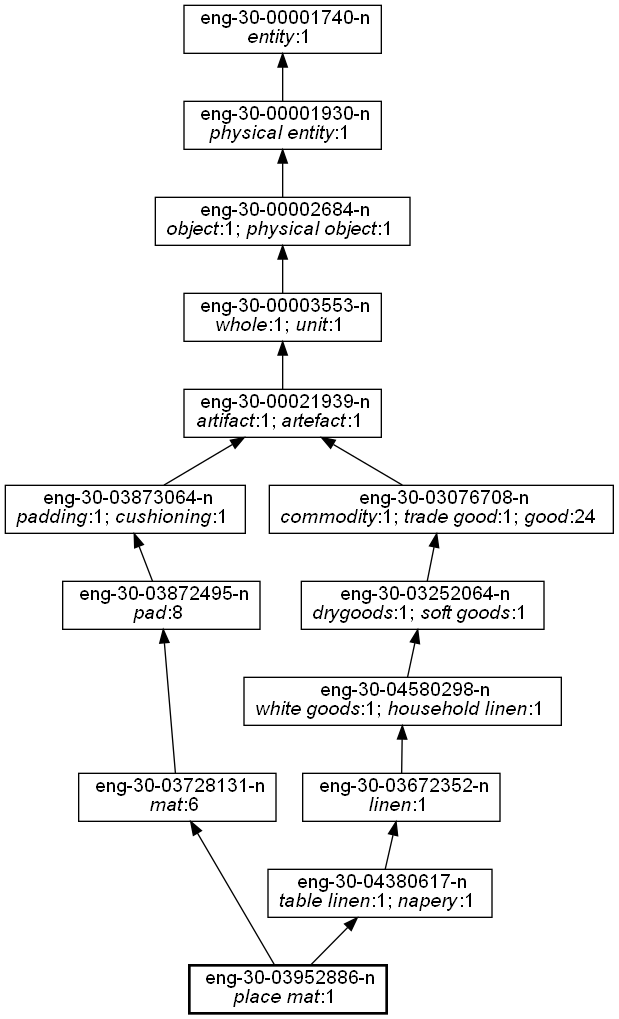 eng-30-00001740-n
entity:1
eng-30-00001930-n
physical entity:1
eng-30-00002684-n
object:1; physical object:1
eng-30-00003553-n
whole:1; unit:1
eng-30-00021939-n
artifact:1; artefact:1
eng-30-03873064-n
padding:1; cushioning:1
eng-30-03076708-n
commodity:1; trade good:1; good:24
eng-30-03872495-n
pad:8
eng-30-03252064-n
drygoods:1; soft goods:1
eng-30-04580298-n
white goods:1; household linen:1
eng-30-03728131-n
mat:6
eng-30-03672352-n
linen:1
eng-30-04380617-n
table linen:1; napery:1
eng-30-03952886-n
place mat:1